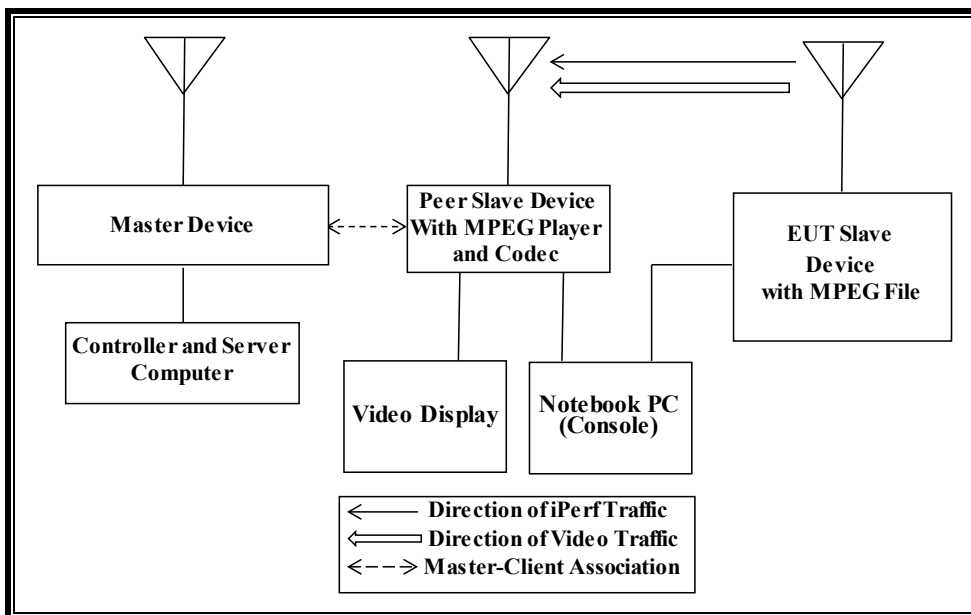 Master Device
Controller and Server
Computer
Peer Slave Device
With MPEG Player
and Codec
Video Display
Notebook PC
(Console)
EUT Slave
Device
with MPEG File
Direction of iPerf Traffic
Direction of Video Traffic
Master-Client Association